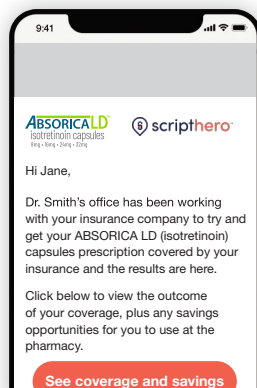 9:41
ABSORICA LD™
scripthero™
isotretinoin capsules
8mg • 16mg • 24mg • 32mg
Hi Jane,
Dr. Smith's office has been working
with your insurance company to try and
get your ABSORICA LD (isotretinoin)
capsules prescription covered by your
insurance and the results are here.
Click below to view the outcome
of your coverage, plus any savings
opportunities for you to use at the
pharmacy.
See coverage and savings